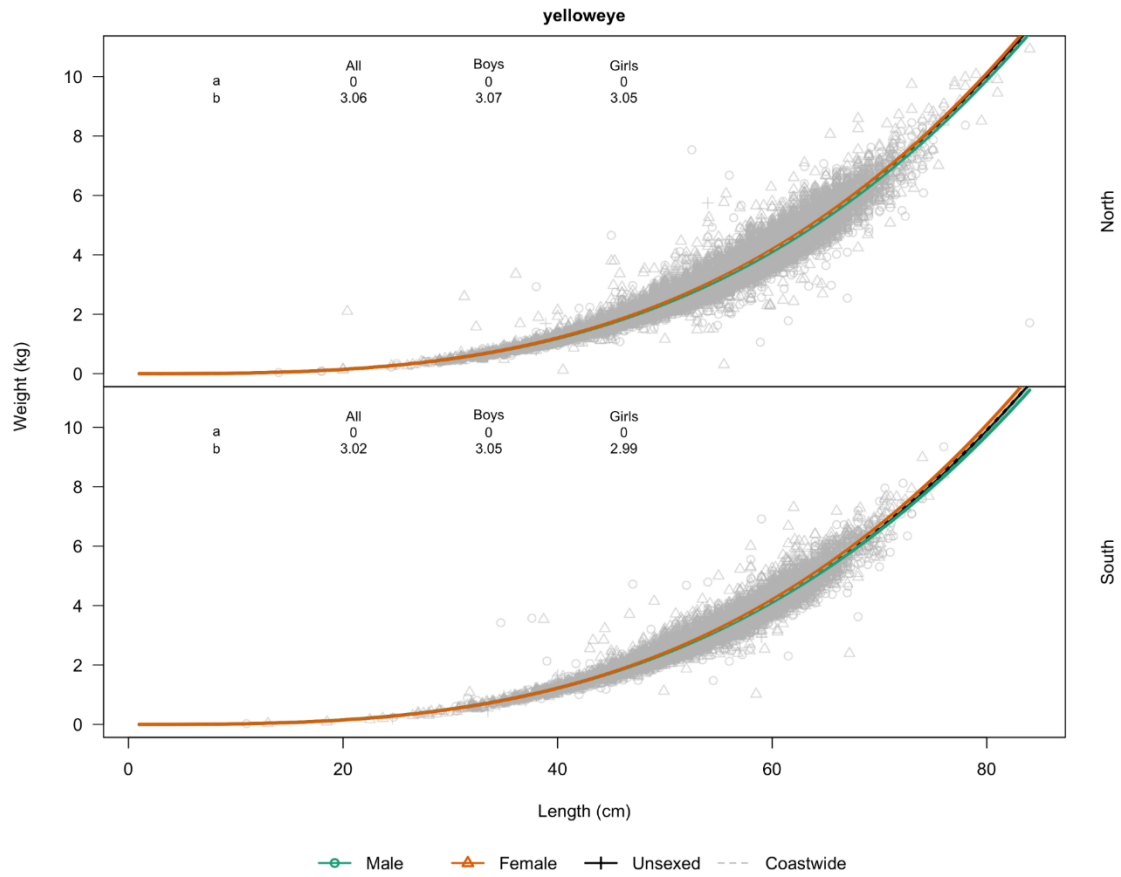 yelloweye
All Boys Girls
a 0 0 0
b 3.06 3.07 3.05
10
8
6
4
2
0
North
Weight (kg)
All Boys Girls
a 0 0 0
b 3.02 3.05 2.99
10
8
6
4
2
0
South
0 20 40 60 80
Length (cm)
Male Female Unsexed Coastwide